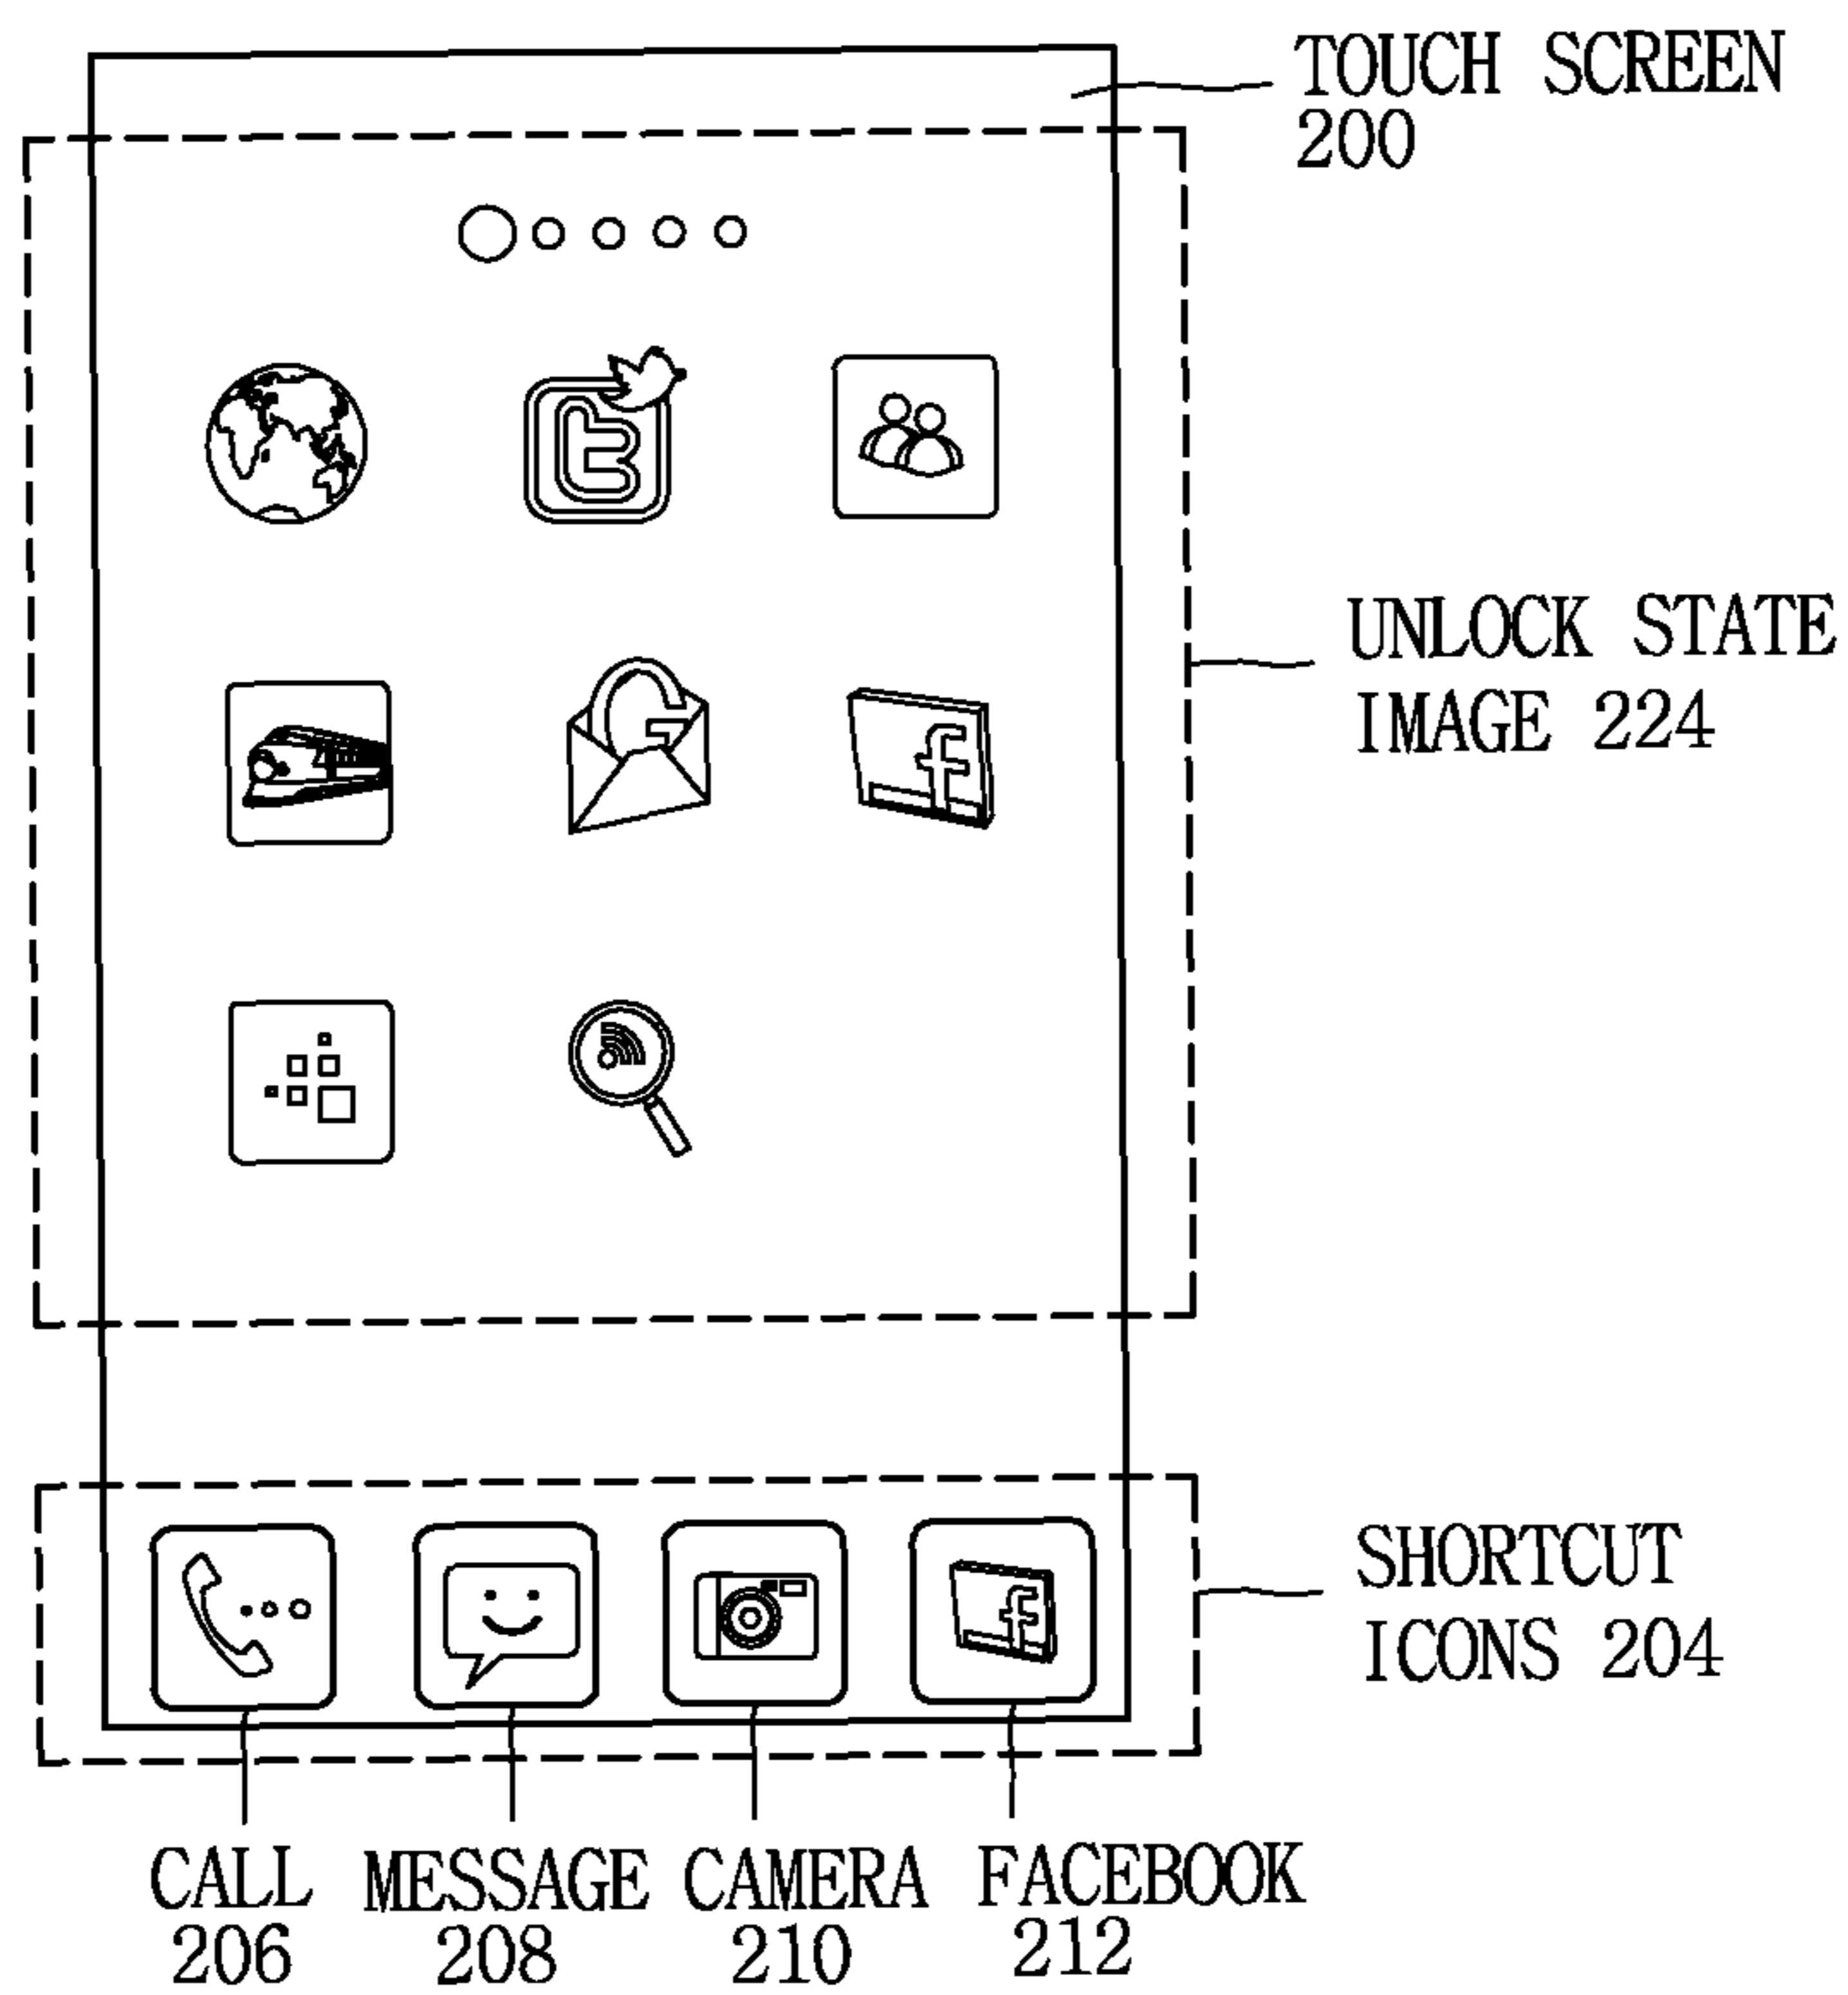 TOUCH SCREEN
200
UNLOCK STATE
IMAGE 224
SHORTCUT
ICONS 204
CALL MESSAGE CAMERA FACEBOOK
206 208 210 212